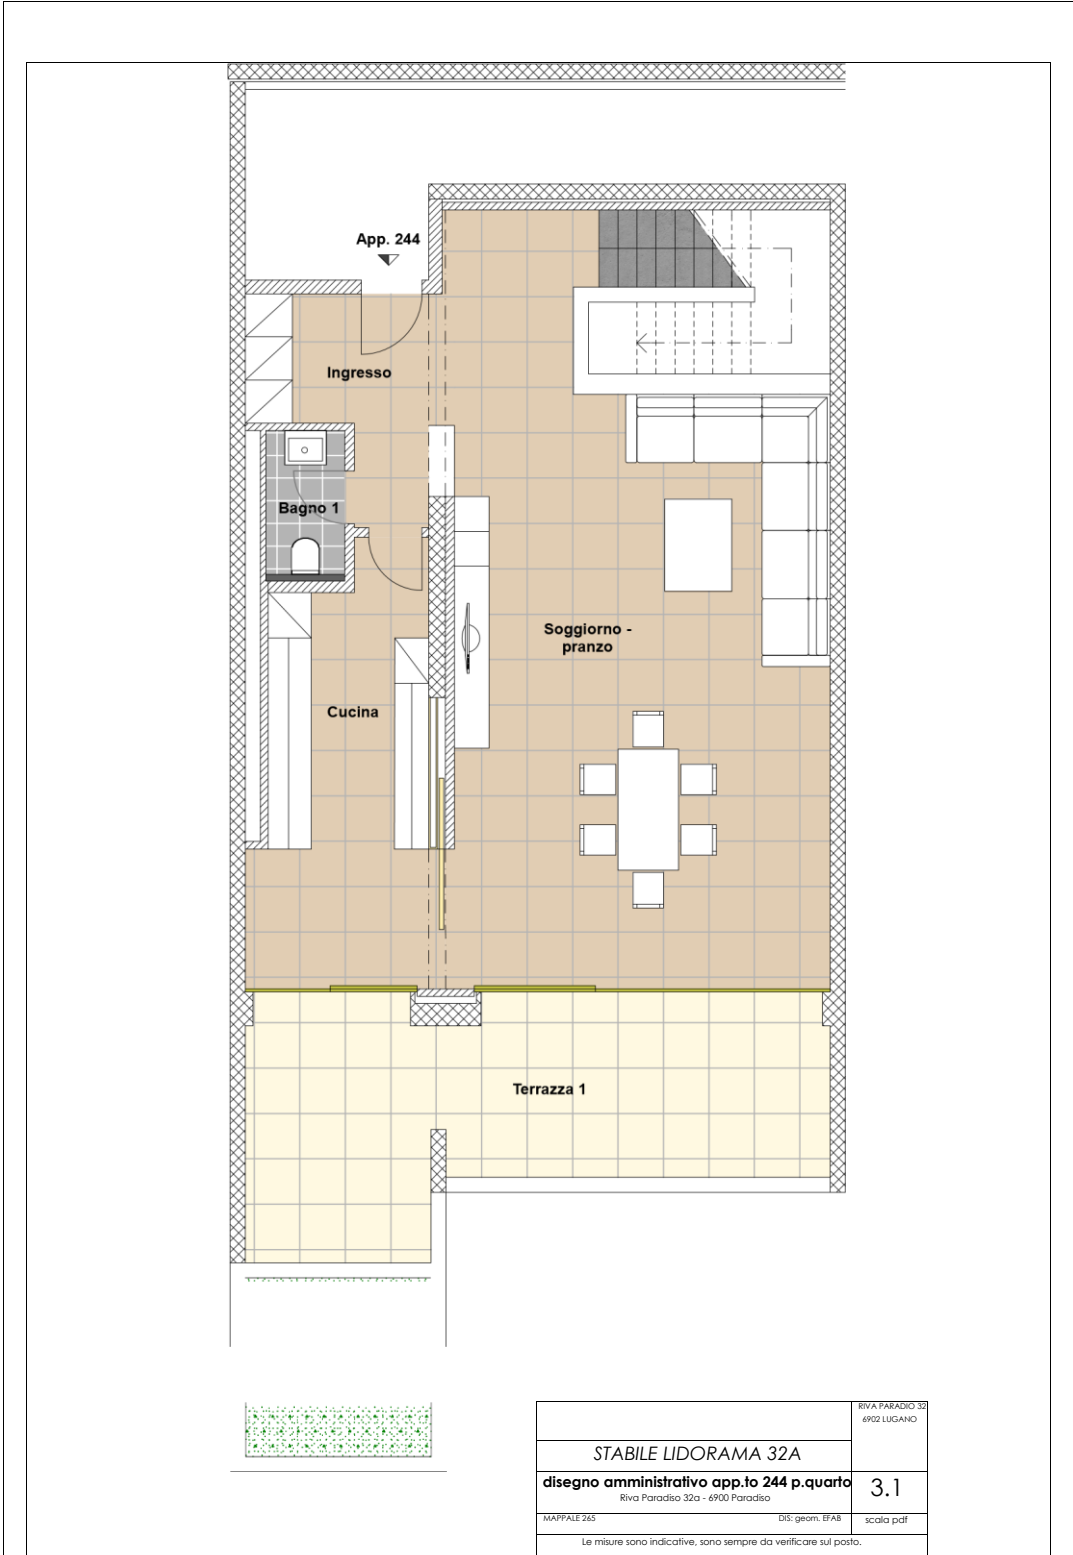 App. 244
Ingresso
Bagno 1
Soggiorno -
pranzo
Cucina
Terrazza 1
RIVA PARADIO 32
6902 LUGANO
STABILE LIDORAMA 32A
disegno amministrativo app.to 244 p.quarto
Riva Paradiso 32a - 6900 Paradiso
3.1
MAPPALE 265
DIS: geom. EFAB
scala pdf
Le misure sono indicative, sono sempre da verificare sul posto.